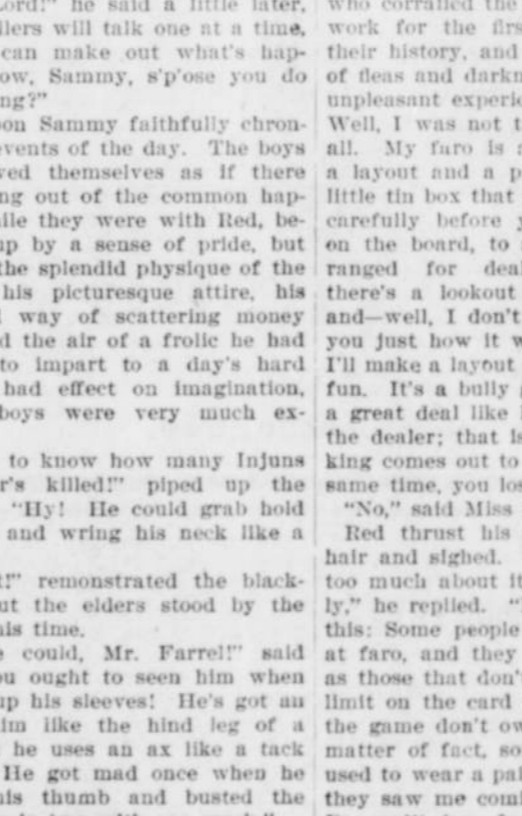 Lord!" he said a little later,
llers will talk one at a time,
can make out what's hap-
ow, Sammy, s'p'ose you do
ng?"
on Sammy faithfully chron-
events of the day. The boys
ved themselves as if there
ng out of the common hap-
ile they were with Red, be-
up by a sense of pride, but
the splendid physique of the
his picturesque attire, his
way of scattering money
d the air of a frolic he had
to impart to a day's hard
had effect on imagination,
boys were very much ex-
to know how many Injuns
r's killed!" piped up the
"Hy! He could grab hold
and wring his neck like a
t!" remonstrated the black-
ut the elders stood by the
his time.
e could, Mr. Farrel!" said
ou ought to seen him when
up his sleeves! He's got an
im like the hind leg of a
he uses an ax like a tack
He got mad once when he
his thumb and busted the
who corralled the
work for the firs
their history, and
of fleas and darkn
unpleasant experie
Well, I was not t
all. My faro is a
a layout and a p
little tin box that
carefully before y
on the board, to
ranged for deal
there's a lookout
and—well, I don't
you just how it w
I'll make a layout
fun. It's a bully g
a great deal like l
the dealer; that is
king comes out to
same time, you los
"No," said Miss
Red thrust his
hair and sighed.
too much about it
ly," he replied. "
this: Some people
at faro, and they
as those that don't
limit on the card
the game don't ow
matter of fact, so
used to wear a pal
they saw me comi